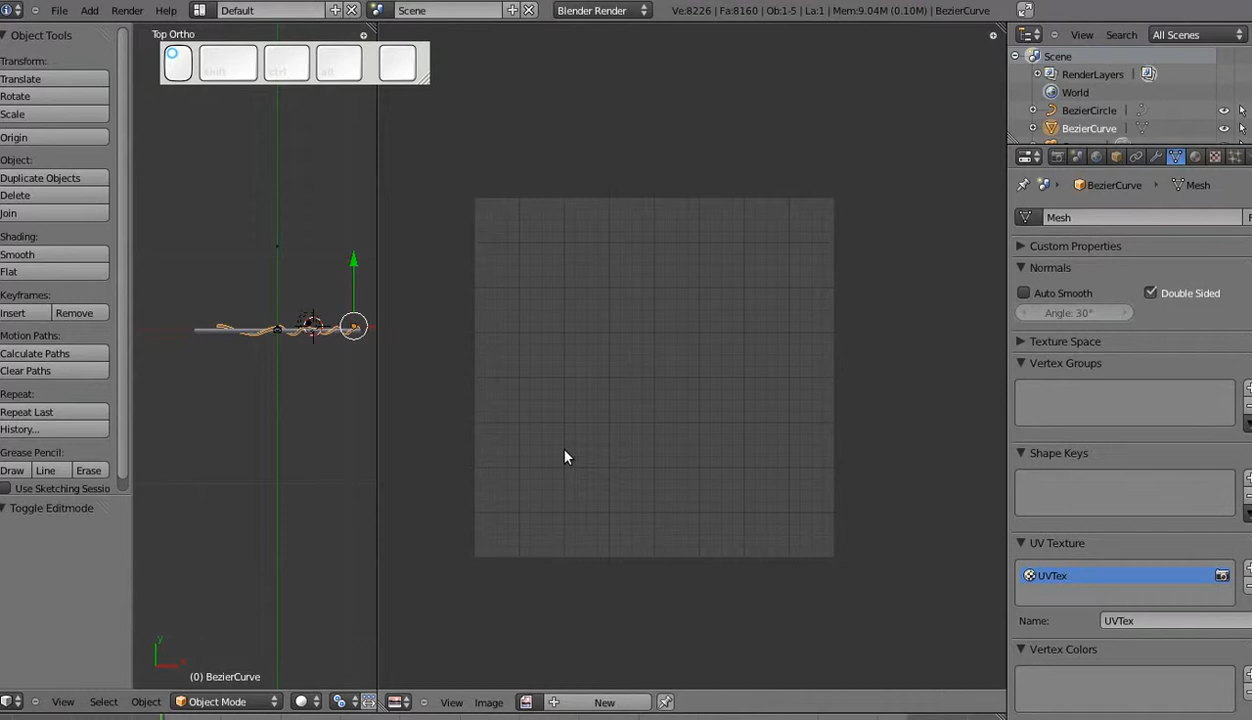 File Add Render Help Default Scene Blender Render Ve:8226 | Fa:8160 | Ob:1-5 | La:1 | Mem:9.04M (0.10M) | BezierCurve
Object Tools
Transform:
Translate
Rotate
Scale
Origin
Object:
Duplicate Objects
Delete
Join
Shading:
Smooth
Flat
Keyframes:
Insert Remove
Motion Paths:
Calculate Paths
Clear Paths
Repeat:
Repeat Last
History...
Grease Pencil:
Draw Line Erase
Use Sketching Sessio
Toggle Editmode
Top Ortho
shift ctrl alt
y
x
(0) BezierCurve
View Select Object Object Mode
View Image New
View Search All Scenes
Scene
RenderLayers
World
BezierCircle
BezierCurve
BezierCurve Mesh
Mesh F
Custom Properties
Normals
Auto Smooth Double Sided
Angle: 30°
Texture Space
Vertex Groups
Shape Keys
UV Texture
UVTex
Name: UVTex
Vertex Colors